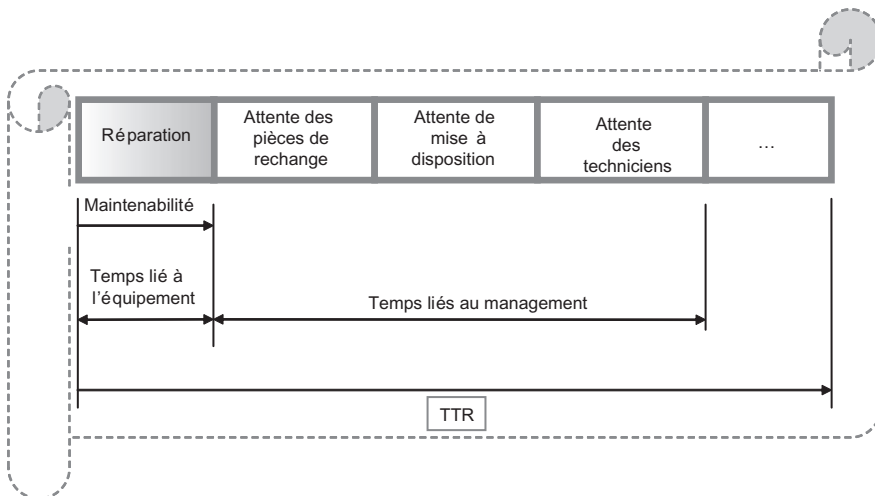 Réparation
Attente des
pièces de
rechange
Attente de
mise à
disposition
Attente
des
techniciens
...
Maintenabilité
Temps lié à
l'équipement
Temps liés au management
TTR